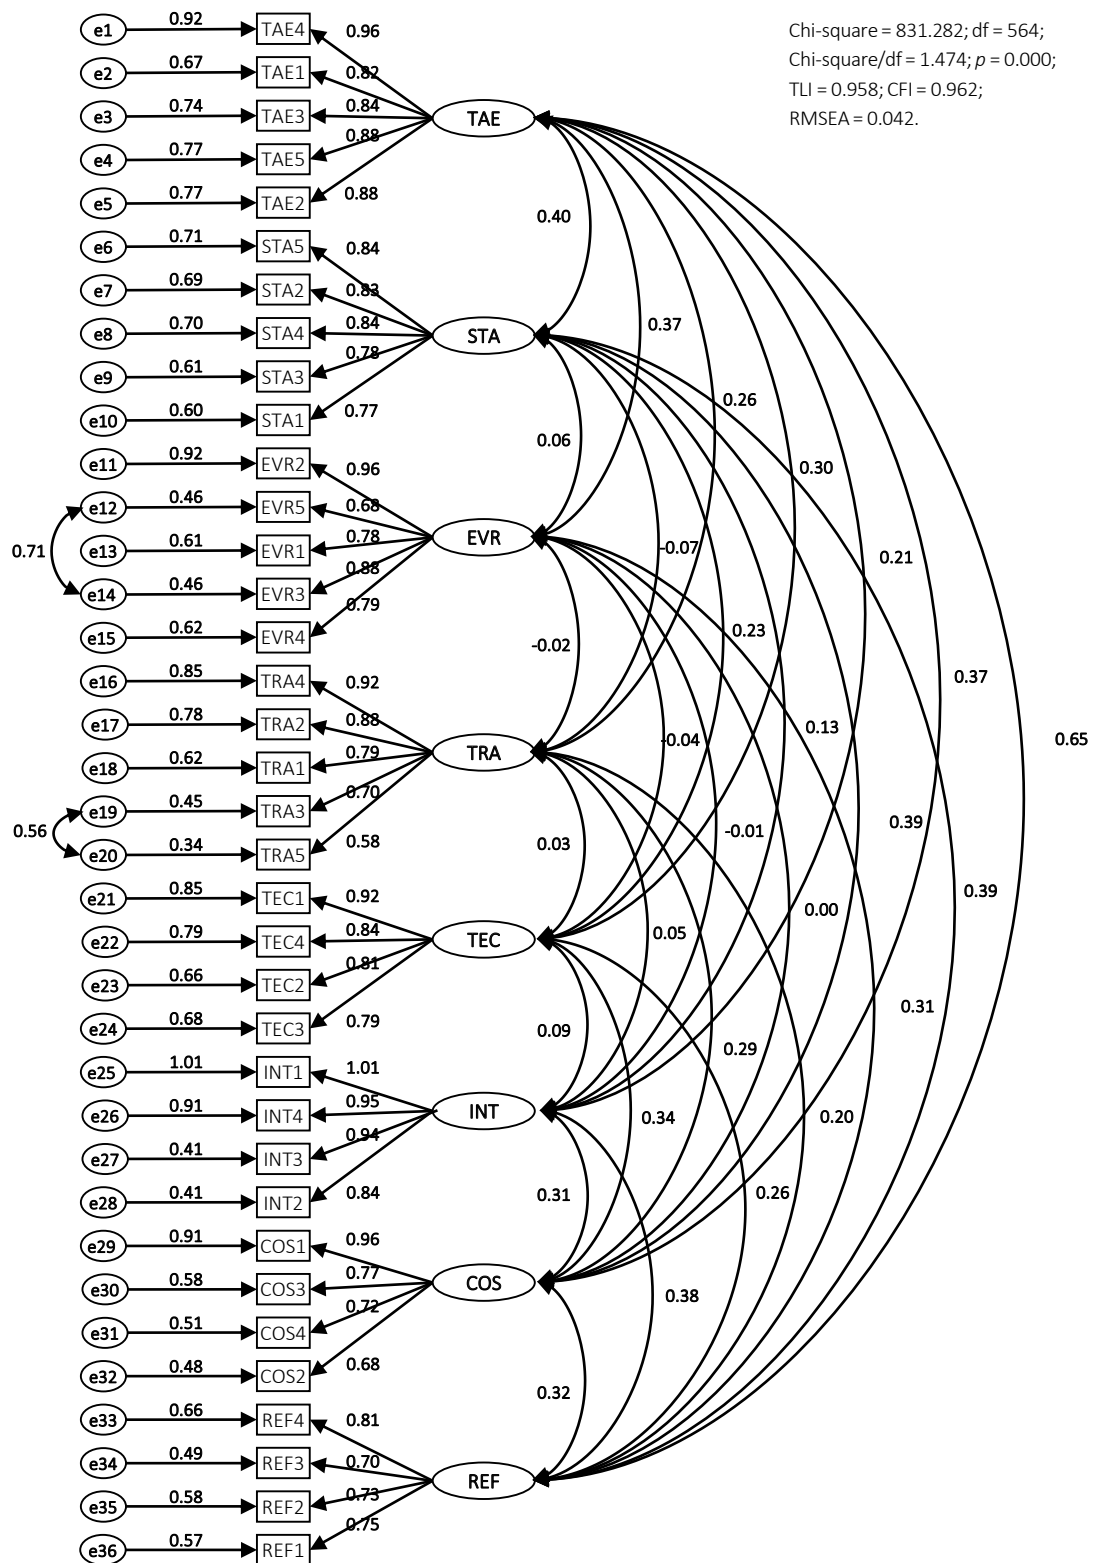 Chi-square = 831.282; df = 564;
Chi-square/df = 1.474; p = 0.000;
TLI = 0.958; CFI = 0.962;
RMSEA = 0.042.
e1 0.92 TAE4 0.96
e2 0.67 TAE1 0.82
e3 0.74 TAE3 0.84
TAE
e4 0.77 TAE5 0.88
e5 0.77 TAE2 0.88
0.40
e6 0.71 STA5 0.84
e7 0.69 STA2 0.83
0.37
e8 0.70 STA4 0.84
STA
e9 0.61 STA3 0.78
0.26
e10 0.60 STA1 0.77
0.06
e11 0.92 EVR2 0.96
0.30
e12 0.46 EVR5 0.68
EVR
e13 0.61 EVR1 0.78
0.71
-0.07
0.21
e14 0.46 EVR3 0.88
0.79
e15 0.62 EVR4
0.23
-0.02
e16 0.85 TRA4 0.92
0.37
e17 0.78 TRA2 0.88
0.13
-0.04
0.65
TRA
e18 0.62 TRA1 0.79
e19 0.45 TRA3 0.70
0.56
0.39
-0.01
e20 0.34 TRA5 0.58
0.03
e21 0.85 TEC1 0.92
0.39
0.00
e22 0.79 TEC4 0.84
TEC
0.05
e23 0.66 TEC2 0.81
0.31
e24 0.68 TEC3 0.79
0.09
0.29
e25 1.01 INT1 1.01
e26 0.91 INT4 0.95
INT
0.34
0.20
e27 0.41 INT3 0.94
e28 0.41 INT2 0.84
0.31
0.26
e29 0.91 COS1 0.96
e30 0.58 COS3 0.77
COS
0.38
e31 0.51 COS4 0.72
e32 0.48 COS2 0.68
0.32
e33 0.66 REF4 0.81
e34 0.49 REF3 0.70
REF
e35 0.58 REF2 0.73
0.75
e36 0.57 REF1